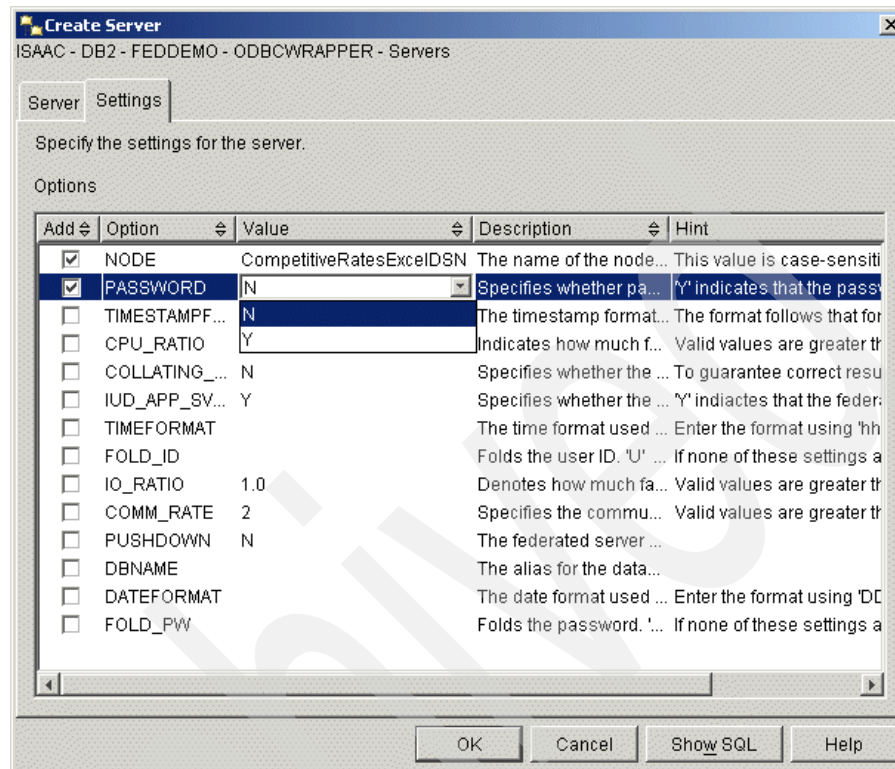 Create Server
ISAAC - DB2 - FEDDEMO - ODBCWRAPPER - Servers
Server Settings
Specify the settings for the server.
Options
Add Option Value Description Hint
NODE CompetitiveRatesExcelDSN The name of the node... This value is case-sensiti
PASSWORD N Specifies whether pa... 'Y' indicates that the passv
TIMESTAMPF... N The timestamp format... The format follows that for
CPU_RATIO Y Indicates how much f... Valid values are greater th
COLLATING_... N Specifies whether the ... To guarantee correct resu
IUD_APP_SV... Y Specifies whether the ... 'Y' indiactes that the feder
TIMEFORMAT The time format used ... Enter the format using 'hh
FOLD_ID Folds the user ID. 'U' ... If none of these settings a
IO_RATIO 1.0 Denotes how much fa... Valid values are greater th
COMM_RATE 2 Specifies the commu... Valid values are greater th
PUSHDOWN N The federated server ...
DBNAME The alias for the data...
DATEFORMAT The date format used ... Enter the format using 'DD
FOLD_PW Folds the password. '... If none of these settings a
OK Cancel Show SQL Help